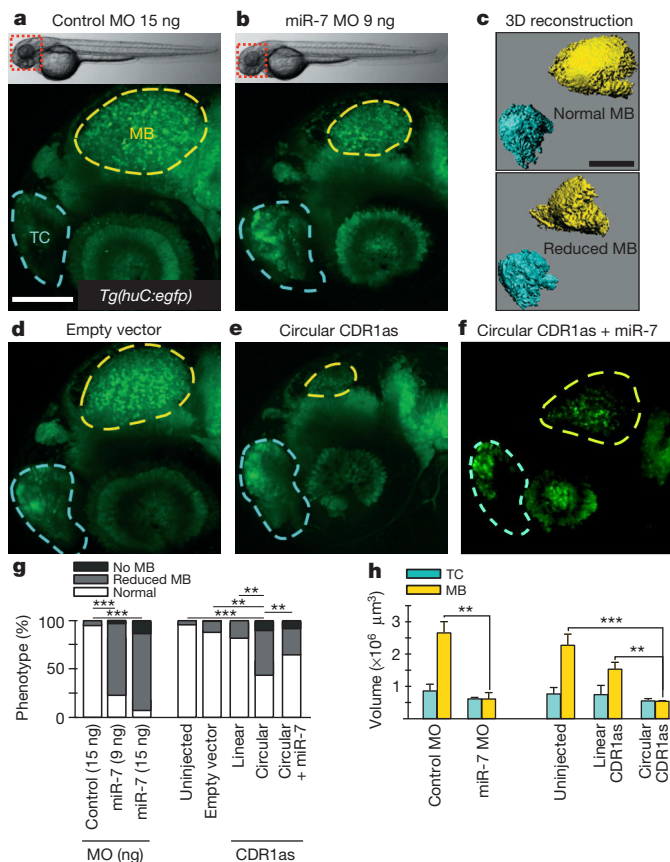 a Control MO 15 ng
b miR-7 MO 9 ng
c 3D reconstruction
MB
TC
Tg(huC:egfp)
Normal MB
Reduced MB
d Empty vector
e Circular CDR1as
f Circular CDR1as + miR-7
g
No MB
Reduced MB
Normal
***
***
**
**
***
**
Phenotype (%)
100
50
0
Control (15 ng)
miR-7 (9 ng)
miR-7 (15 ng)
MO (ng)
Uninjected
Empty vector
Linear
Circular
Circular
+ miR-7
CDR1as
h
TC
MB
Volume (×10⁶ μm³)
3
2
1
**
***
**
Control MO
miR-7 MO
Uninjected
Linear
CDR1as
Circular
CDR1as